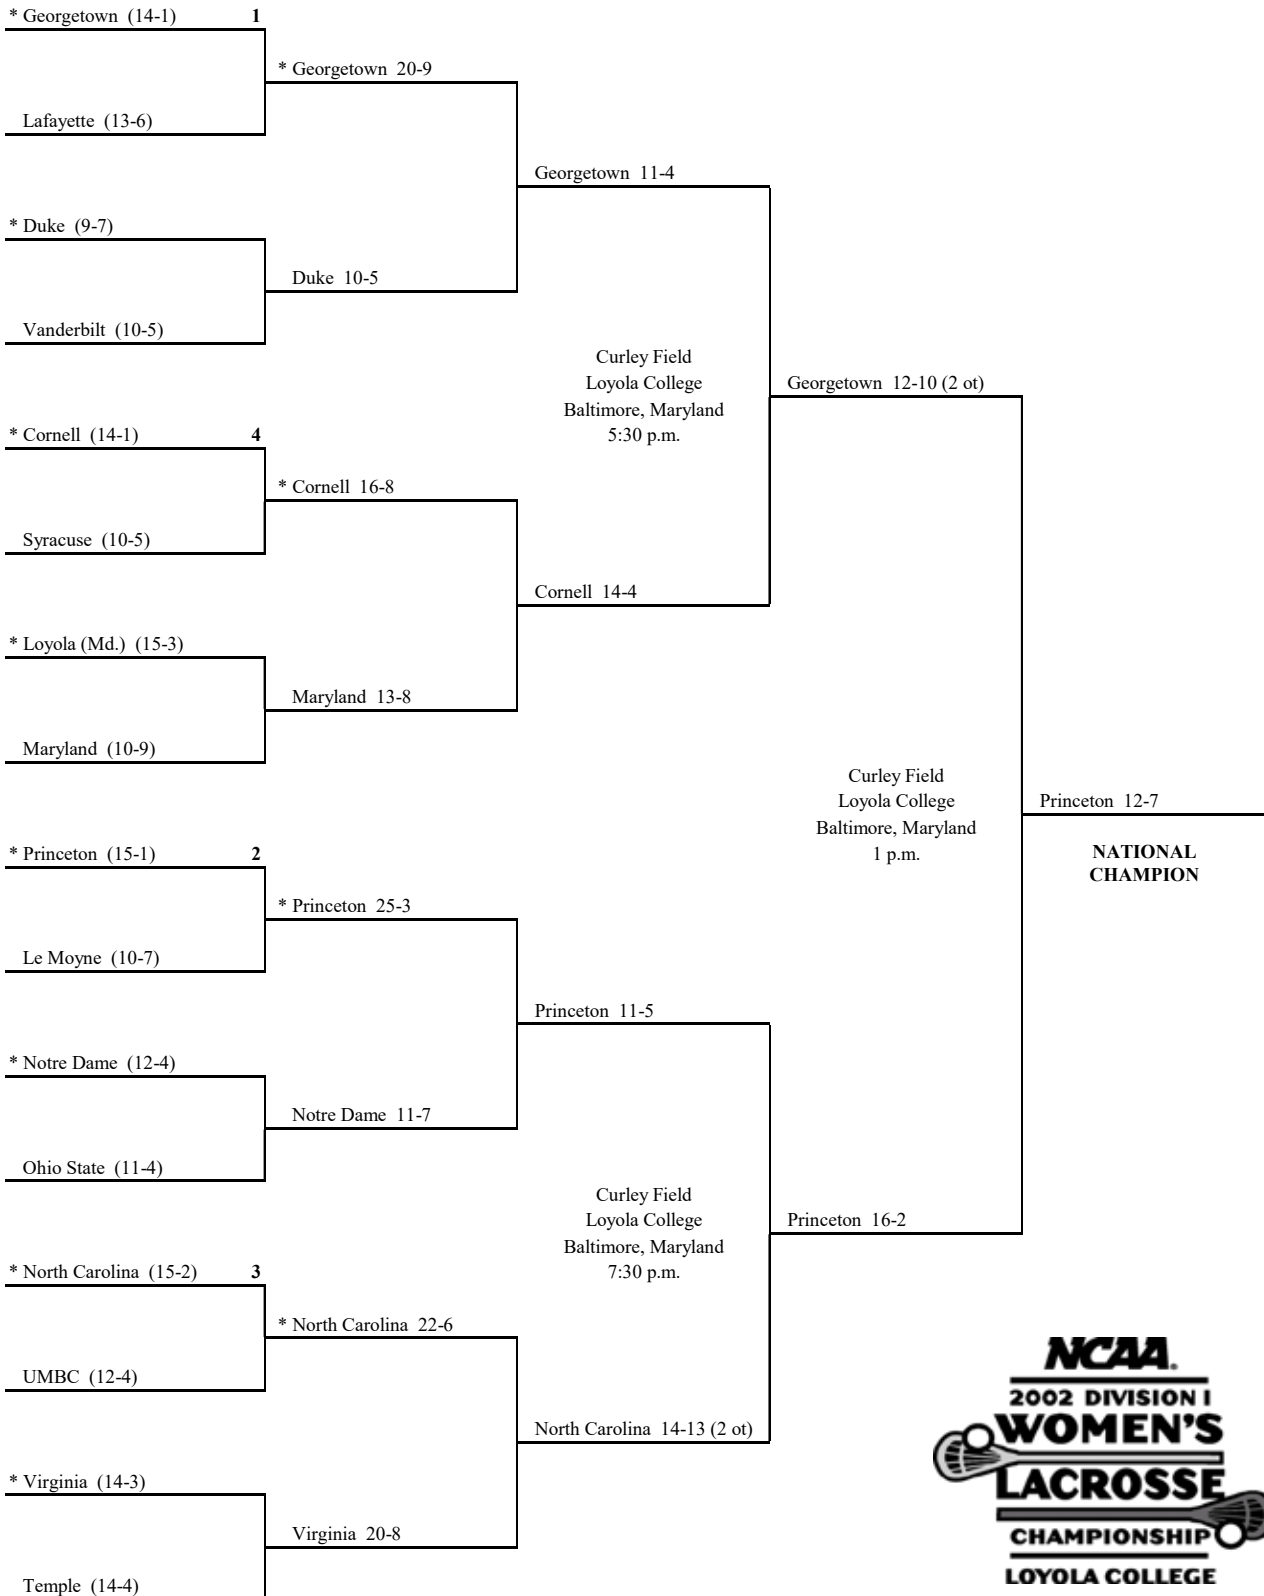 * Georgetown (14-1) 1
* Georgetown 20-9
Lafayette (13-6)
Georgetown 11-4
* Duke (9-7)
Duke 10-5
Vanderbilt (10-5)
Curley Field
Loyola College
Baltimore, Maryland
5:30 p.m.
Georgetown 12-10 (2 ot)
* Cornell (14-1) 4
* Cornell 16-8
Syracuse (10-5)
Cornell 14-4
* Loyola (Md.) (15-3)
Maryland 13-8
Maryland (10-9)
Curley Field
Loyola College
Baltimore, Maryland
1 p.m.
Princeton 12-7
NATIONAL
CHAMPION
* Princeton (15-1) 2
* Princeton 25-3
Le Moyne (10-7)
Princeton 11-5
* Notre Dame (12-4)
Notre Dame 11-7
Ohio State (11-4)
Curley Field
Loyola College
Baltimore, Maryland
7:30 p.m.
Princeton 16-2
* North Carolina (15-2) 3
* North Carolina 22-6
UMBC (12-4)
North Carolina 14-13 (2 ot)
* Virginia (14-3)
Virginia 20-8
Temple (14-4)
NCAA.
2002 DIVISION I
WOMEN'S
LACROSSE
CHAMPIONSHIP
LOYOLA COLLEGE